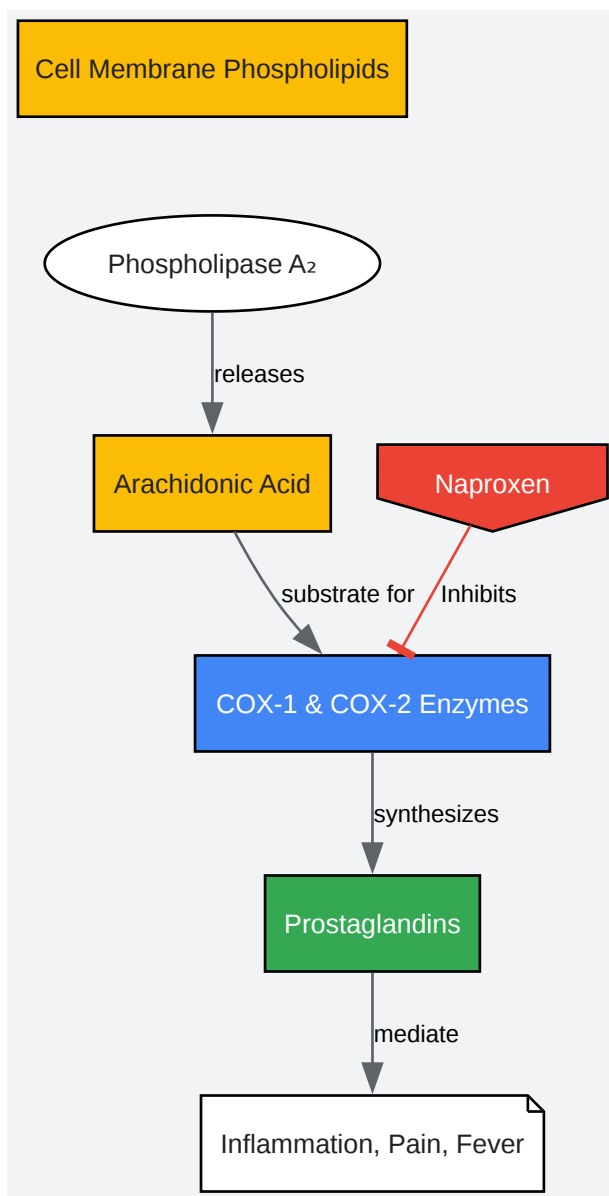 Cell Membrane Phospholipids
Phospholipase A₂
releases
Arachidonic Acid
Naproxen
substrate for
Inhibits
COX-1 & COX-2 Enzymes
synthesizes
Prostaglandins
mediate
Inflammation, Pain, Fever